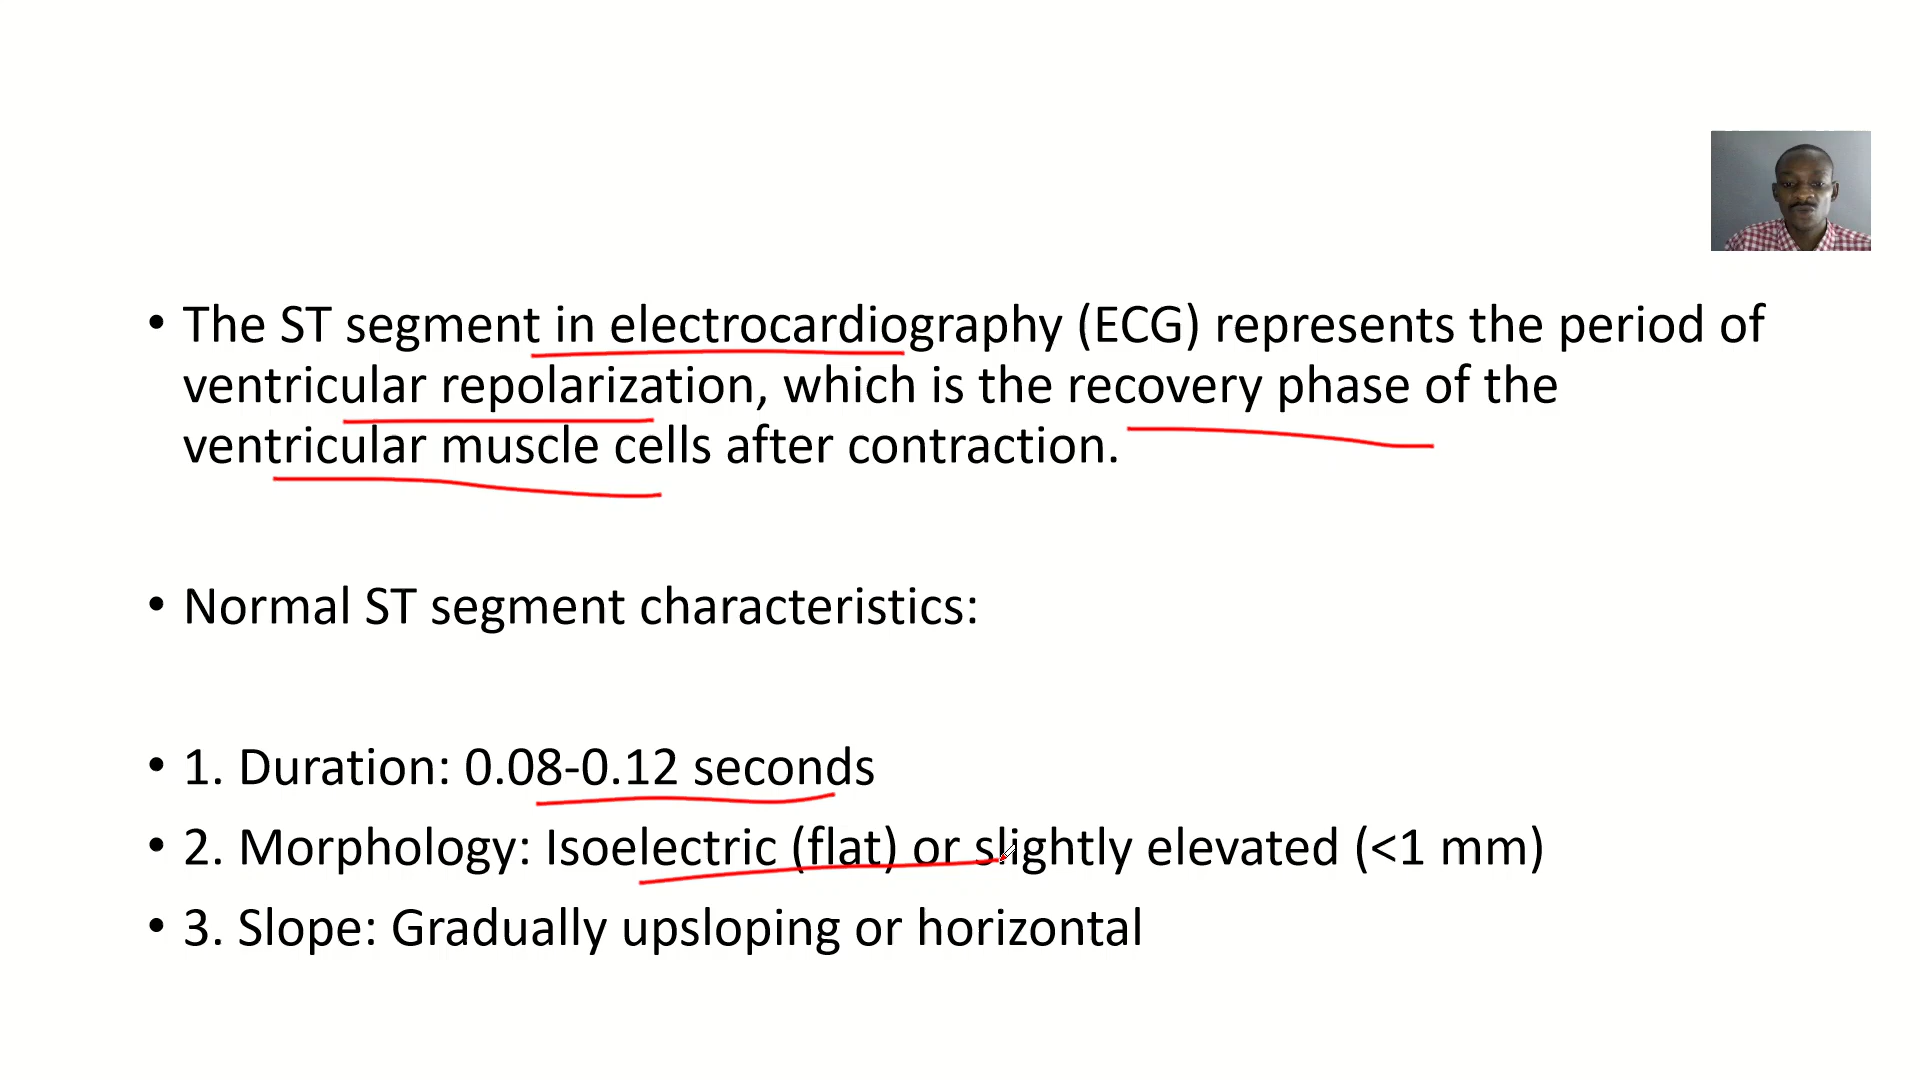 • The ST segment in electrocardiography (ECG) represents the period of
ventricular repolarization, which is the recovery phase of the
ventricular muscle cells after contraction.
• Normal ST segment characteristics:
• 1. Duration: 0.08-0.12 seconds
• 2. Morphology: Isoelectric (flat) or slightly elevated (<1 mm)
• 3. Slope: Gradually upsloping or horizontal